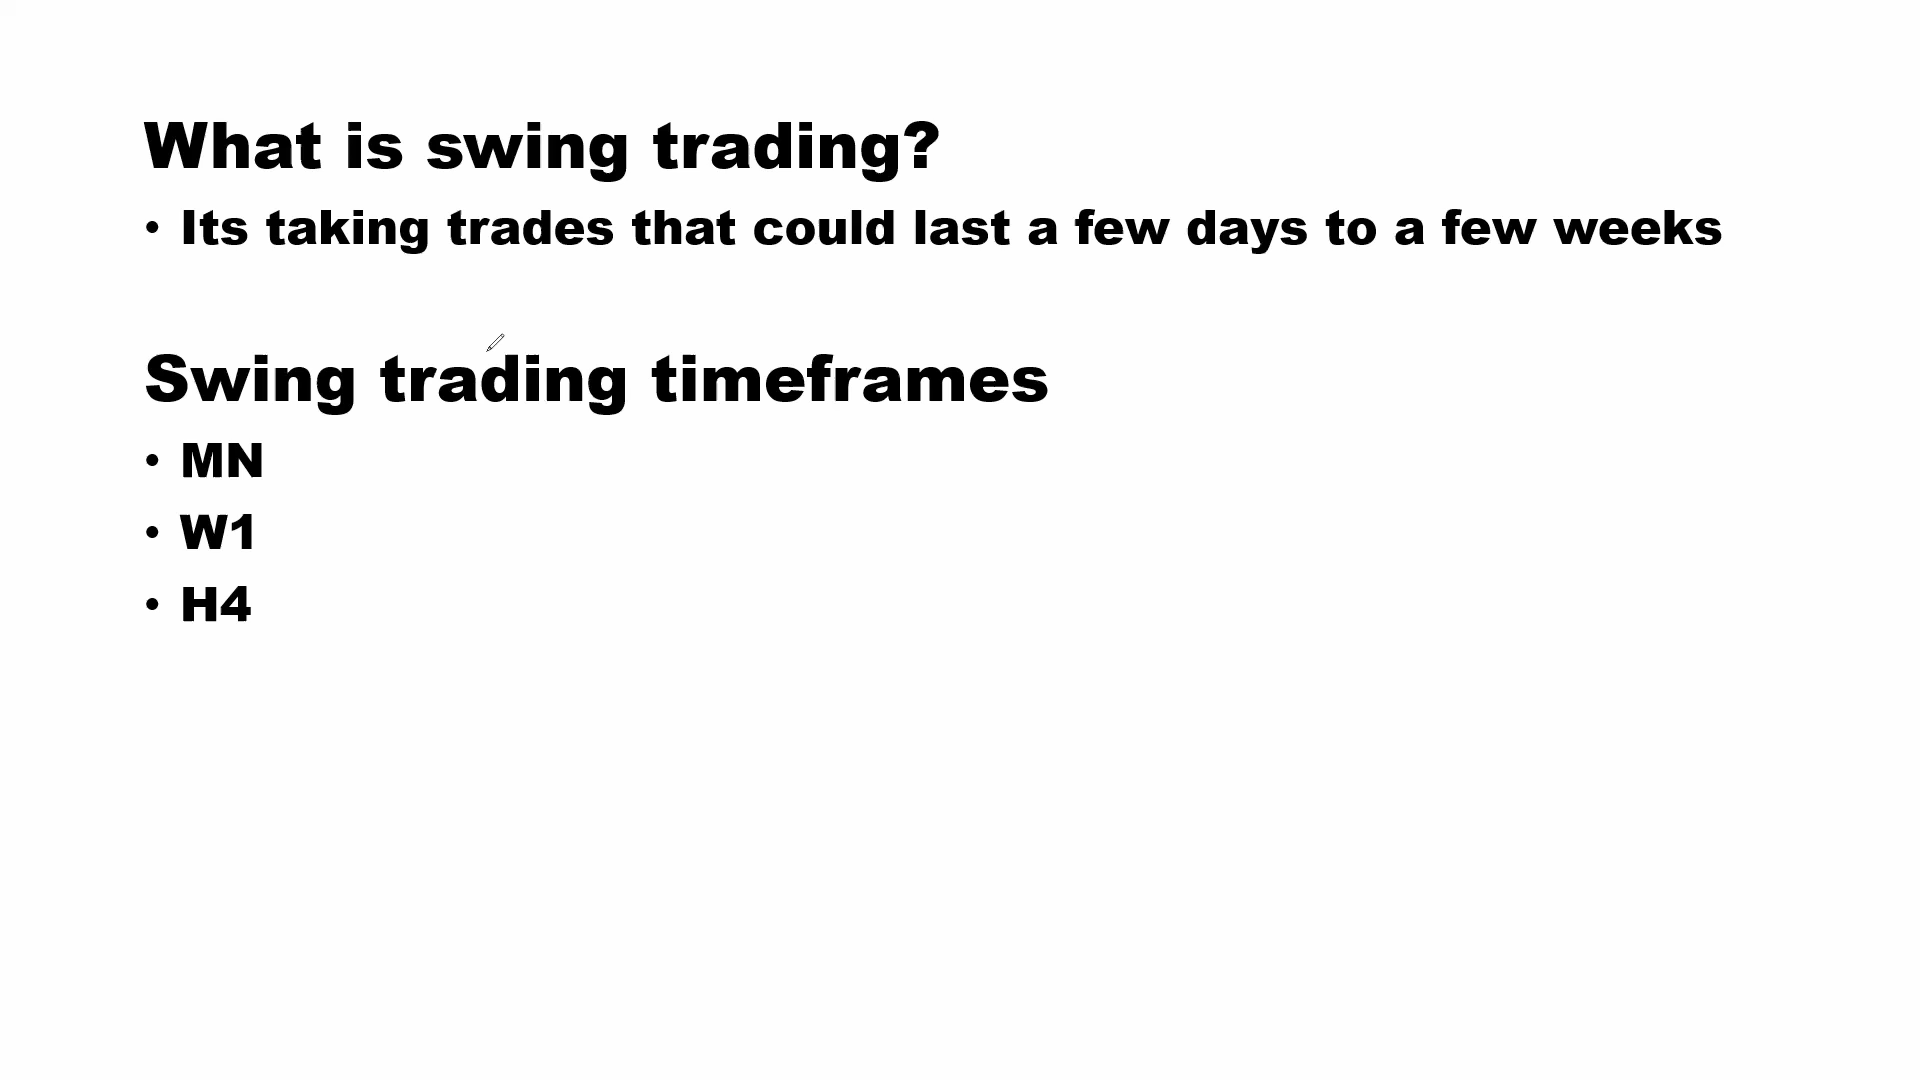 What is swing trading?
• Its taking trades that could last a few days to a few weeks
Swing trading timeframes
• MN
• W1
• H4